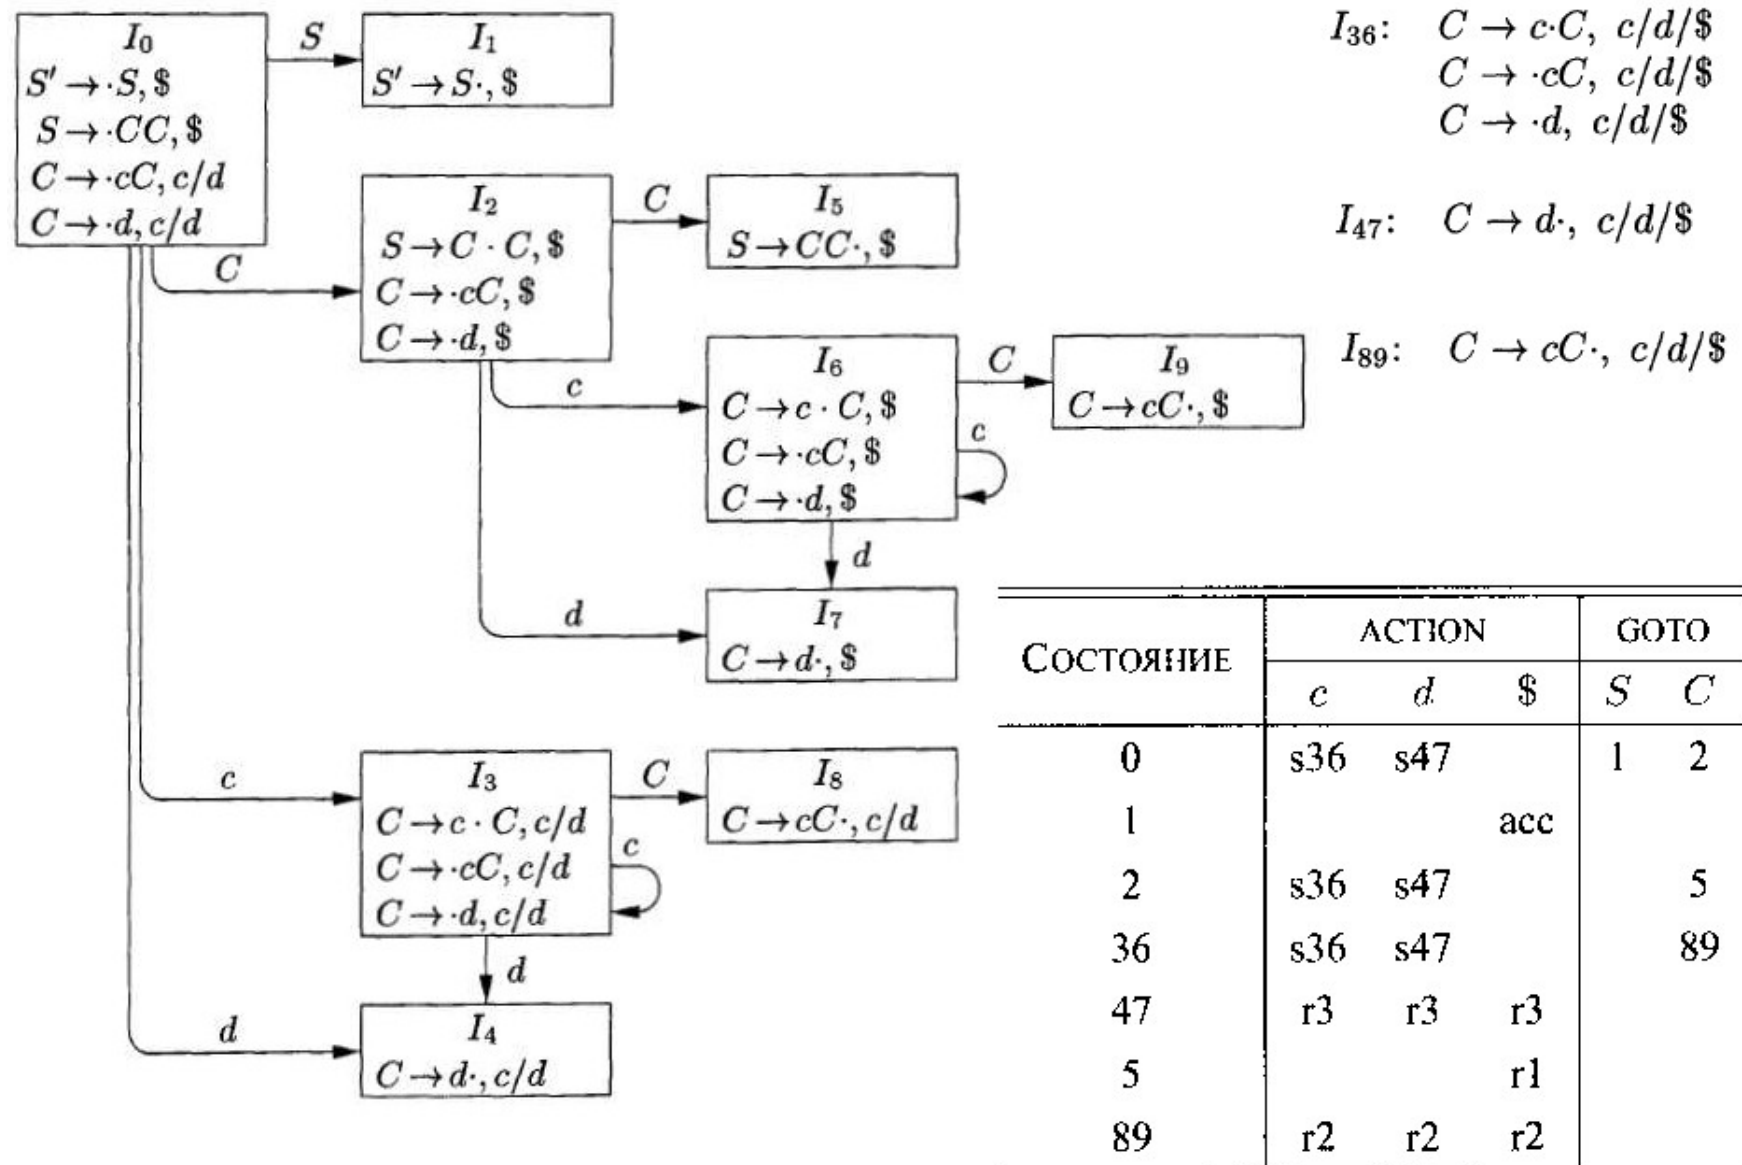 I₀
S′ → ·S, $
S → ·CC, $
C → ·cC, c/d
C → ·d, c/d
S
I₁
S′ → S·, $
C
I₂
S → C · C, $
C → ·cC, $
C → ·d, $
C
I₅
S → CC·, $
c
I₆
C → c · C, $
C → ·cC, $
C → ·d, $
C
I₉
C → cC·, $
c
d
d
I₇
C → d·, $
c
I₃
C → c · C, c/d
C → ·cC, c/d
C → ·d, c/d
C
I₈
C → cC·, c/d
c
d
d
I₄
C → d·, c/d
I₃₆: C → c·C, c/d/$
C → ·cC, c/d/$
C → ·d, c/d/$
I₄₇: C → d·, c/d/$
I₈₉: C → cC·, c/d/$
СОСТОЯНИЕ ACTION GOTO
c d $ S C
0 s36 s47 1 2
1 acc
2 s36 s47 5
36 s36 s47 89
47 r3 r3 r3
5 r1
89 r2 r2 r2